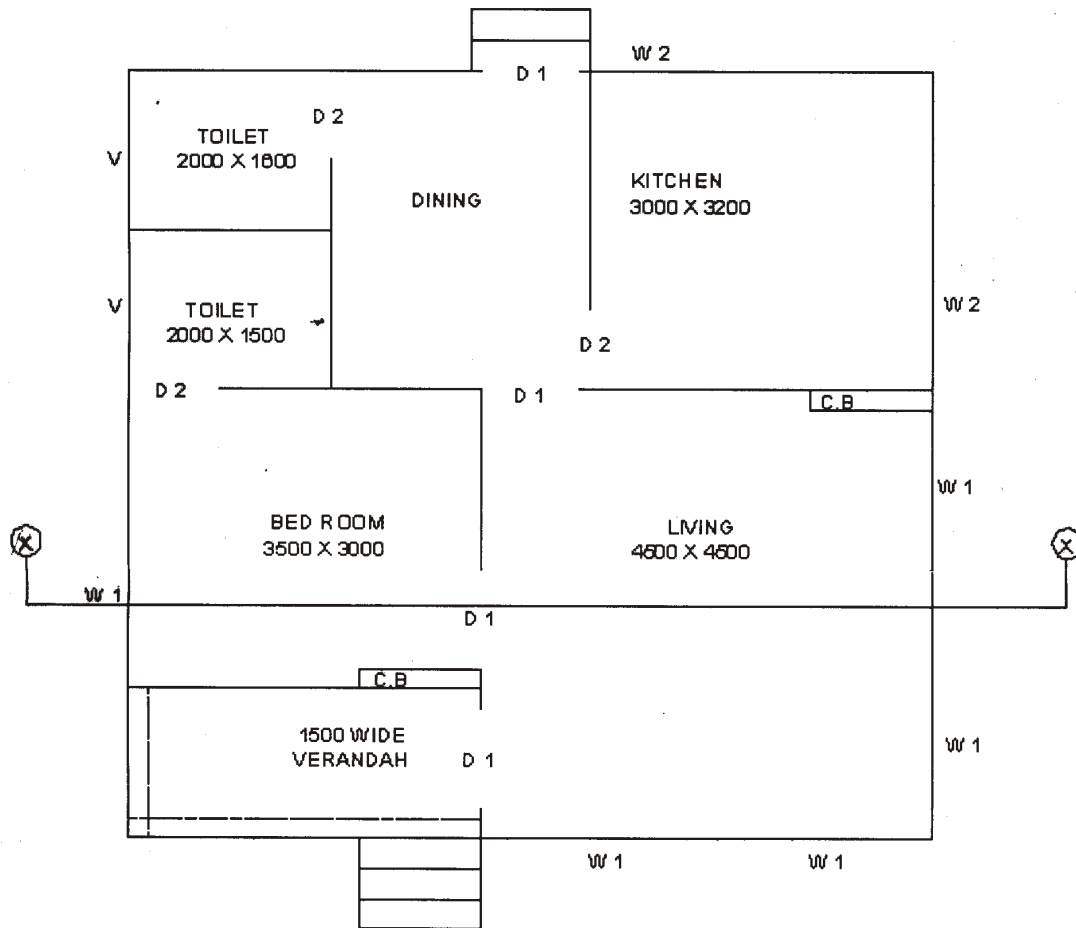 D 1
W 2
D 2
TOILET
2000 X 1600
V
DINING
KITCHEN
3000 X 3200
V
TOILET
2000 X 1500
W 2
D 2
D 2
D 1
C.B
W 1
BED ROOM
3500 X 3000
LIVING
4500 X 4500
X
X
W 1
D 1
C.B
1500 WIDE
VERANDAH
D 1
W 1
W 1
W 1